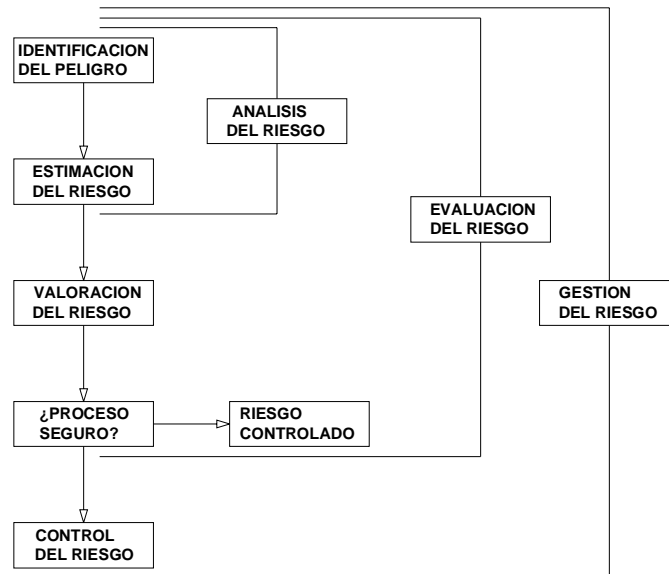 IDENTIFICACION
DEL PELIGRO
ANALISIS
DEL RIESGO
ESTIMACION
DEL RIESGO
EVALUACION
DEL RIESGO
VALORACION
DEL RIESGO
GESTION
DEL RIESGO
¿PROCESO
SEGURO?
RIESGO
CONTROLADO
CONTROL
DEL RIESGO